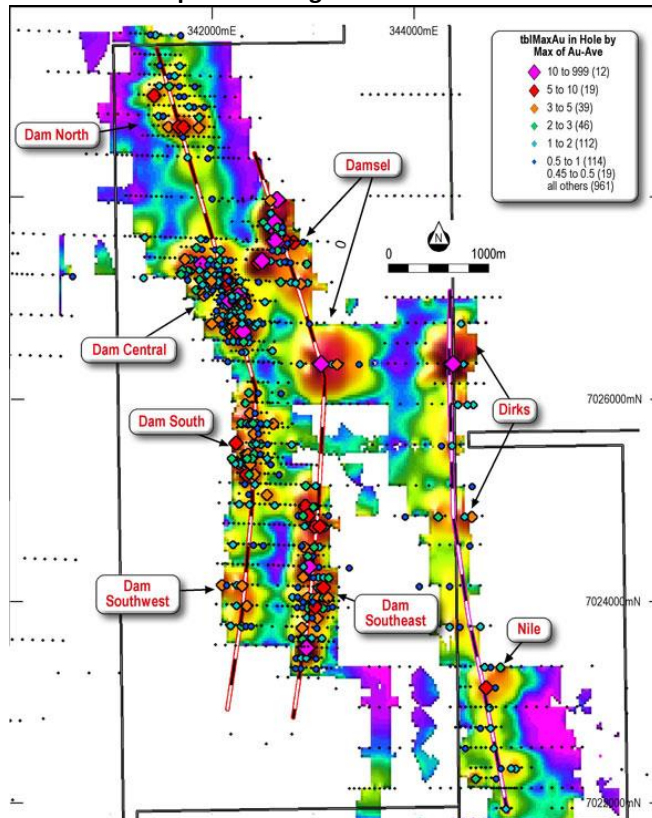 342000mE
344000mE
tblMaxAu in Hole by
Max of Au-Ave
10 to 999 (12)
5 to 10 (19)
3 to 5 (39)
2 to 3 (46)
1 to 2 (112)
0.5 to 1 (114)
0.45 to 0.5 (19)
all others (961)
Dam North
Damsel
N
0
1000m
0
Dam Central
7026000mN
Dirks
Dam South
Dam
Southwest
Dam
Southeast
7024000mN
Nile